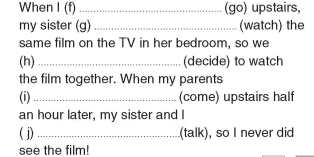 When I (f) ........................................ (go) upstairs,
my sister (g) ........................................ (watch) the
same film on the TV in her bedroom, so we
(h) ........................................ (decide) to watch
the film together. When my parents
(i) ........................................ (come) upstairs half
an hour later, my sister and I
( j) ........................................(talk), so I never did
see the film!